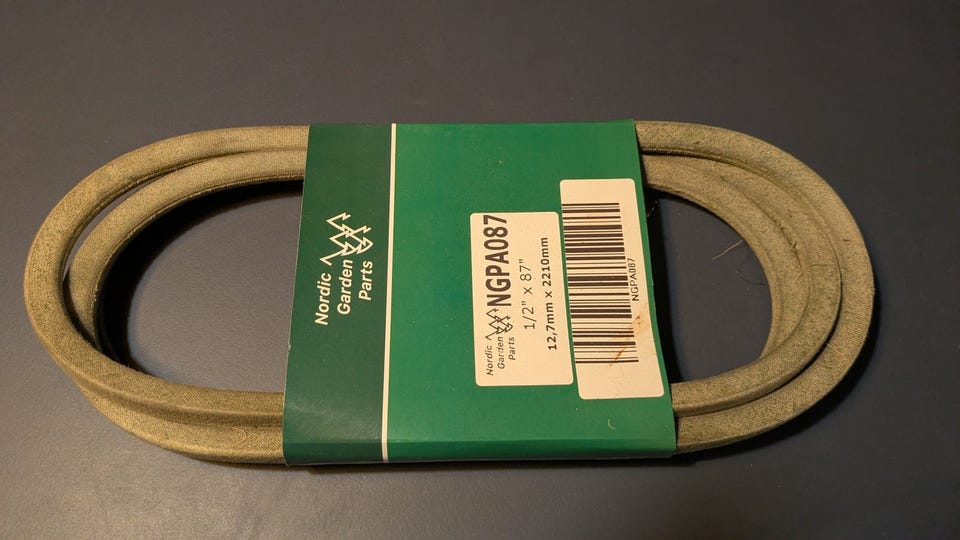 Nordic
Garden
Parts
Nordic
Garden
Parts
NGPA087
1/2" x 87"
12,7mm x 2210mm
NGPA087